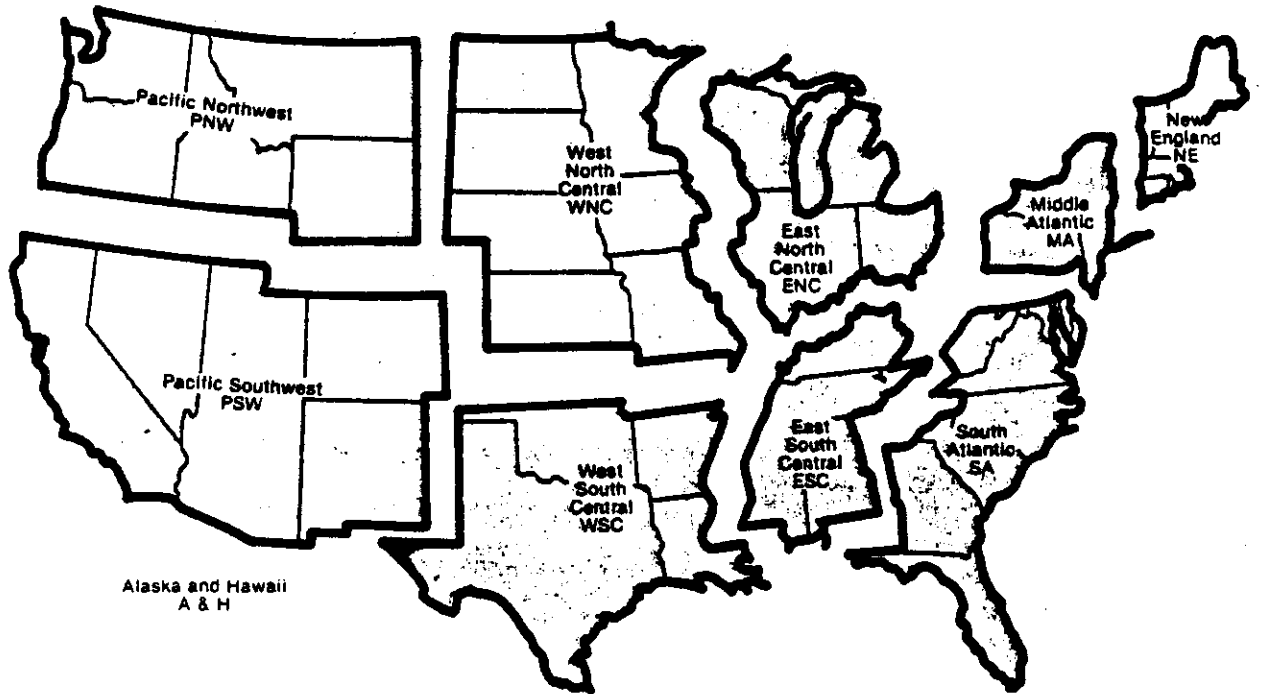 Pacific Northwest
PNW
West
North
Central
WNC
East
North
Central
ENC
New
England
NE
Middle
Atlantic
MA
Pacific Southwest
PSW
West
South
Central
WSC
East
South
Central
ESC
South
Atlantic
SA
Alaska and Hawaii
A & H